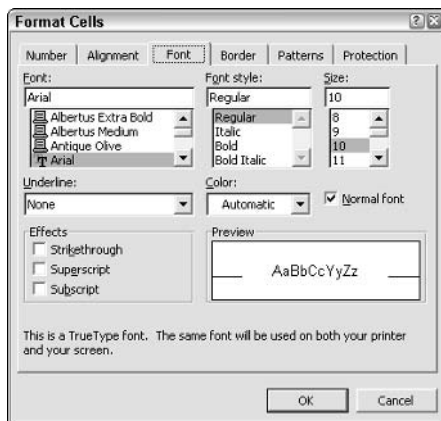 Format Cells
Number Alignment Font Border Patterns Protection
Font: Font style: Size:
Arial Regular 10
Albertus Extra Bold Regular 8
Albertus Medium Italic 9
Antique Olive Bold 10
Arial Bold Italic 11
Underline: Color:
None Automatic Normal font
Effects Preview
Strikethrough
Superscript AaBbCcYyZz
Subscript
This is a TrueType font. The same font will be used on both your printer
and your screen.
OK Cancel